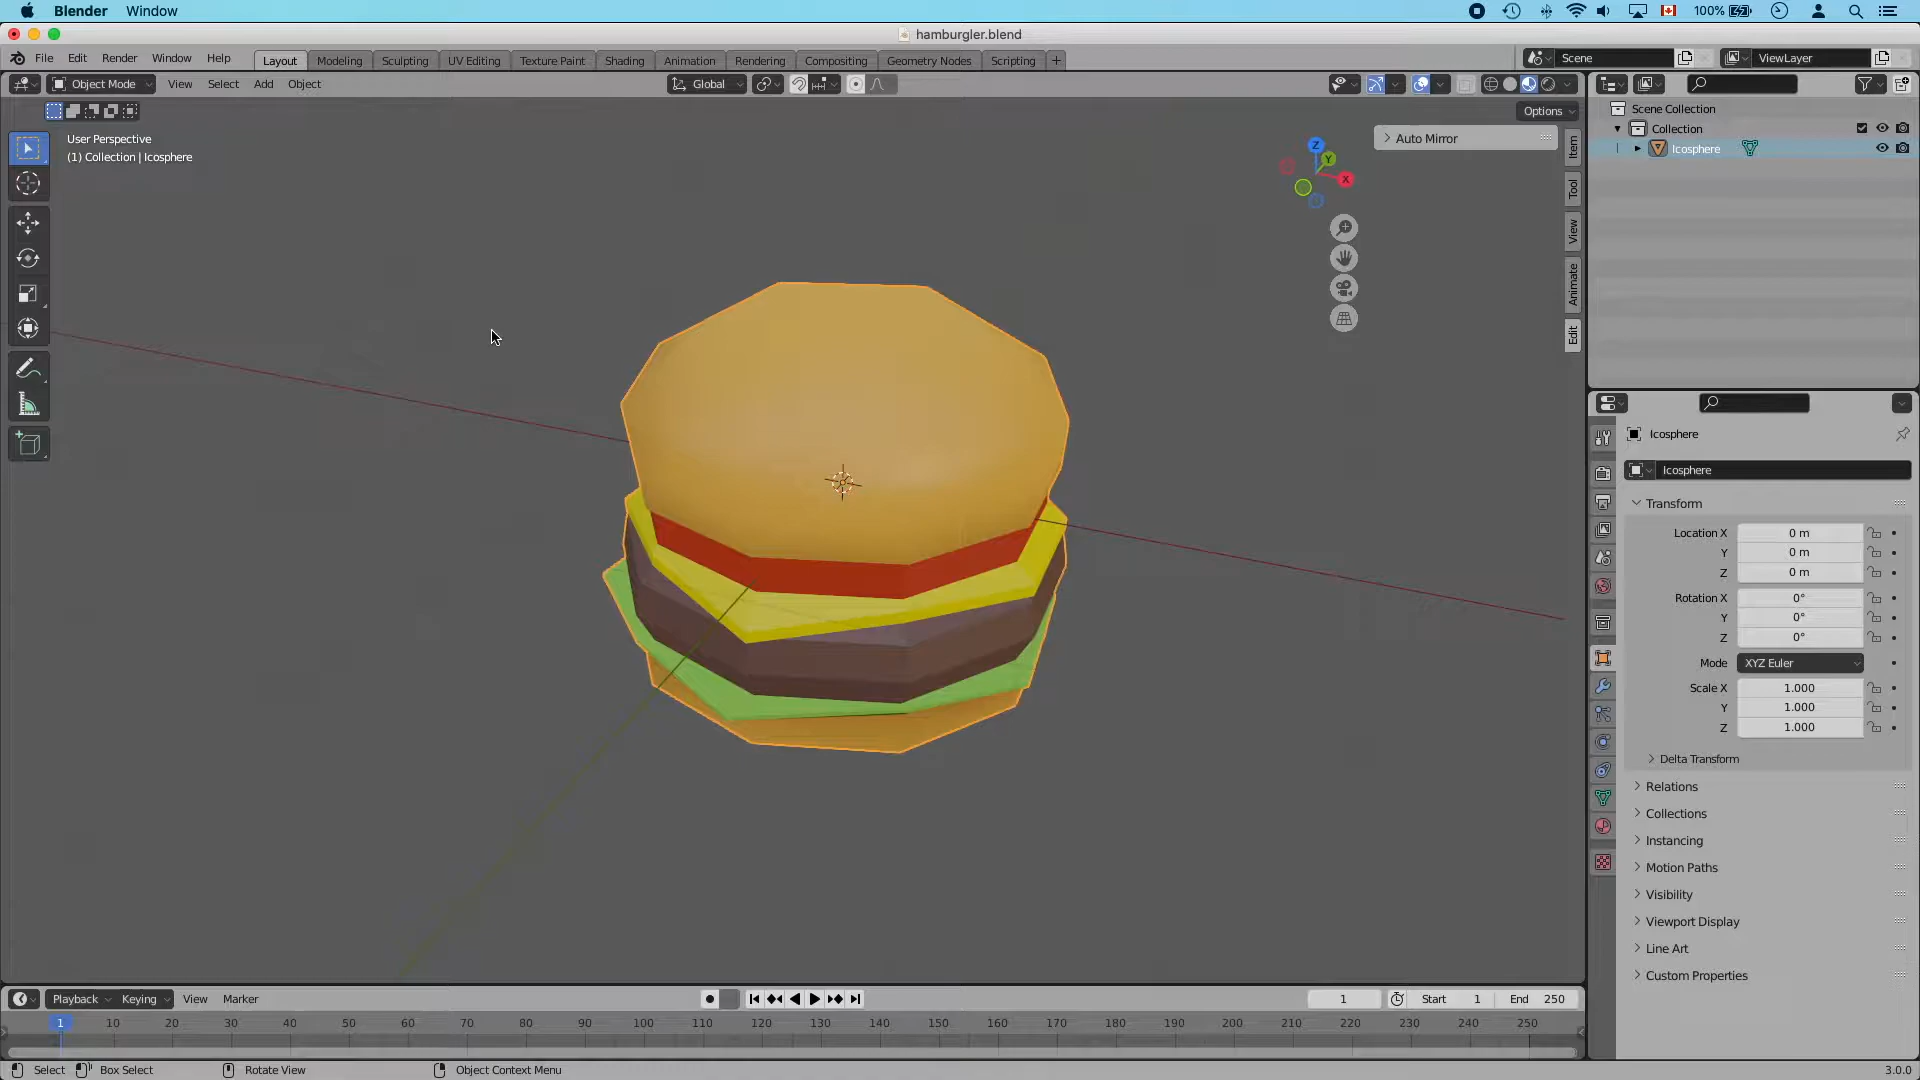 Blender Window 100%
hamburgler.blend
File Edit Render Window Help Layout Modeling Sculpting UV Editing Texture Paint Shading Animation Rendering Compositing Geometry Nodes Scripting + Scene ViewLayer
Object Mode View Select Add Object Global
Options
User Perspective
(1) Collection | Icosphere
Auto Mirror
Z
Y
X
Item
Tool
View
Animate
Edit
Scene Collection
Collection
Icosphere
Icosphere
Icosphere
Transform
Location X 0 m
Y 0 m
Z 0 m
Rotation X 0°
Y 0°
Z 0°
Mode XYZ Euler
Scale X 1.000
Y 1.000
Z 1.000
Delta Transform
Relations
Collections
Instancing
Motion Paths
Visibility
Viewport Display
Line Art
Custom Properties
Playback Keying View Marker 1 Start 1 End 250
1 10 20 30 40 50 60 70 80 90 100 110 120 130 140 150 160 170 180 190 200 210 220 230 240 250
Select Box Select Rotate View Object Context Menu 3.0.0